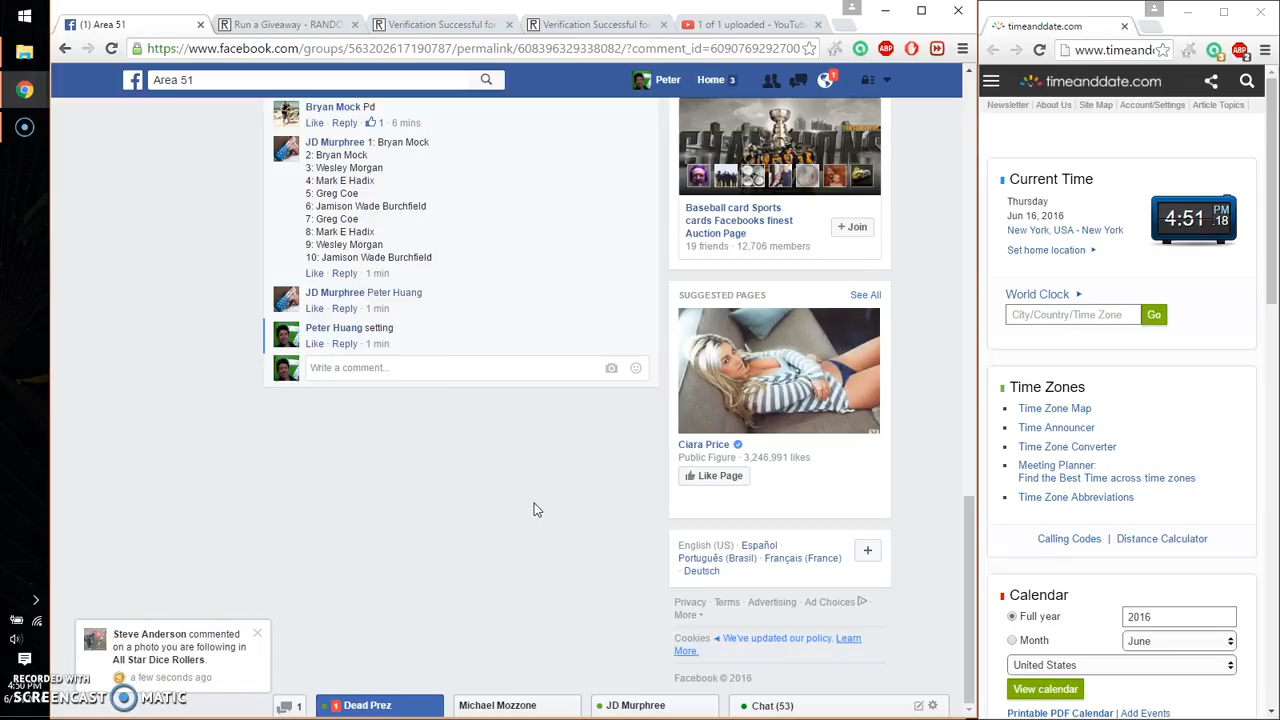 (1) Area 51
Run a Giveaway - RANDO
Verification Successful fo
Verification Successful fo
1 of 1 uploaded - YouTub
timeanddate.com
https://www.facebook.com/groups/513202617190787/permalink/608396329338082/?comment_id=608769292700
www.timeand
Area 51
Peter
Home 3
1
timeanddate.com
Newsletter About Us Site Map Account/Settings Article Topics
Bryan Mock Pd
Like · Reply · 1 · 6 mins
JD Murphree 1: Bryan Mock
2: Bryan Mock
3: Wesley Morgan
4: Mark E Hadix
5: Greg Coe
6: Jamison Wade Burchfield
7: Greg Coe
8: Mark E Hadix
9: Wesley Morgan
10: Jamison Wade Burchfield
Like · Reply · 1 min
JD Murphree Peter Huang
Like · Reply · 1 min
Peter Huang setting
Like · Reply · 1 min
Write a comment...
Baseball card Sports
cards Facebooks finest
Auction Page
19 friends · 12,706 members
+ Join
SUGGESTED PAGES
See All
Ciara Price
Public Figure · 3,246,991 likes
Like Page
English (US) · Español ·
Português (Brasil) · Français (France)
· Deutsch
+
Privacy · Terms · Advertising · Ad Choices ·
More
Cookies ◄ We've updated our policy. Learn
More.
Facebook © 2016
Current Time
Thursday
Jun 16, 2016
New York, USA - New York
Set home location
4:51 PM .18
World Clock
City/Country/Time Zone
Go
Time Zones
Time Zone Map
Time Announcer
Time Zone Converter
Meeting Planner:
Find the Best Time across time zones
Time Zone Abbreviations
Calling Codes | Distance Calculator
Calendar
Full year
2016
Month
June
United States
View calendar
Printable PDF Calendar | Add Events
Steve Anderson commented
on a photo you are following in
All Star Dice Rollers.
a few seconds ago
RECORDED WITH
SCREENCAST MATIC
4:50 PM
1
1 Dead Prez
Michael Mozzone
JD Murphree
Chat (53)